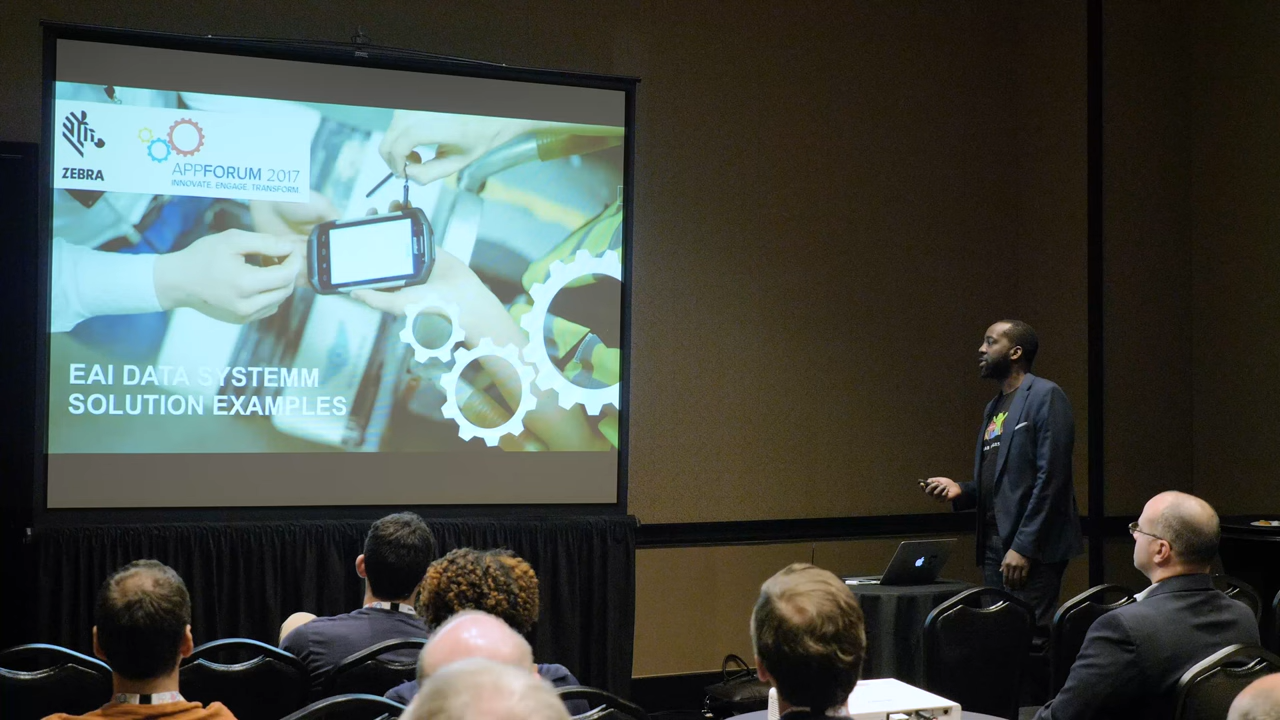 ZEBRA
APPFORUM 2017
INNOVATE. ENGAGE. TRANSFORM.
EAI DATA SYSTEMM
SOLUTION EXAMPLES